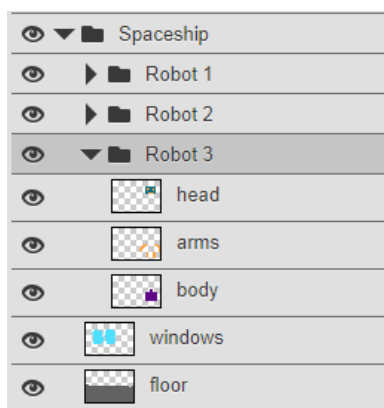 Spaceship
Robot 1
Robot 2
Robot 3
head
arms
body
windows
floor